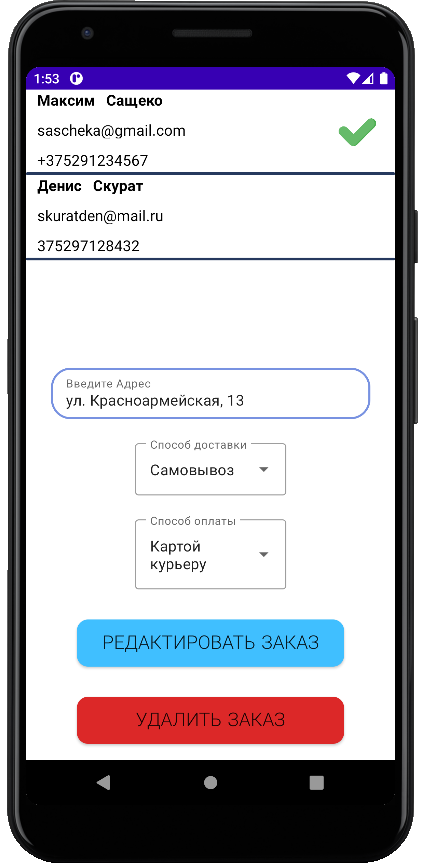 1:53
Максим Сащеко
sascheka@gmail.com
+375291234567
Денис Скурат
skuratden@mail.ru
375297128432
Введите Адрес
ул. Красноармейская, 13
Способ доставки
Самовывоз
Способ оплаты
Картой
курьеру
РЕДАКТИРОВАТЬ ЗАКАЗ
УДАЛИТЬ ЗАКАЗ